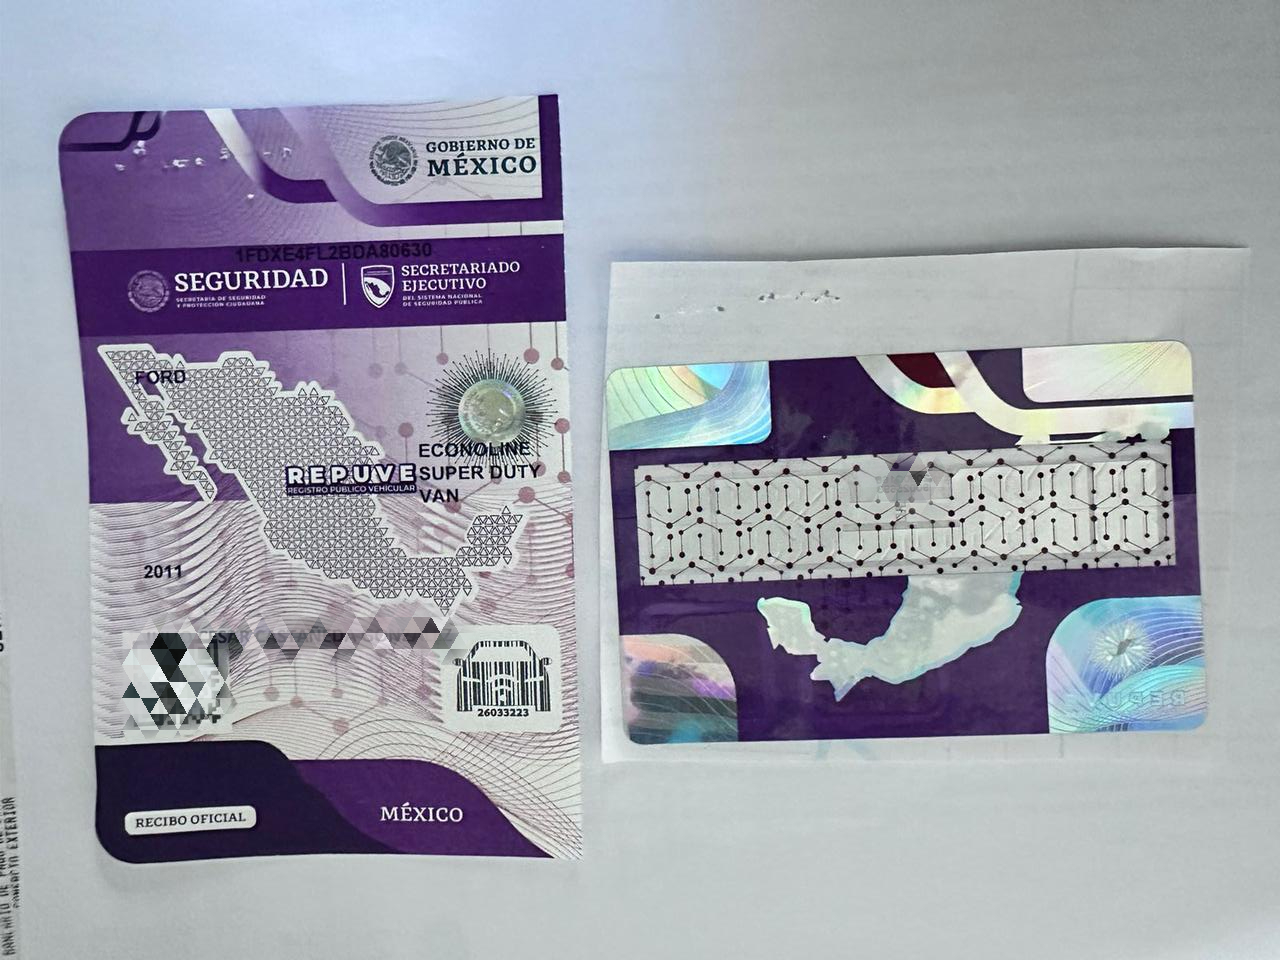 GOBIERNO DE
MÉXICO
1FDXE4FL2BDA80630
SEGURIDAD
SECRETARÍA DE SEGURIDAD
Y PROTECCIÓN CIUDADANA
SECRETARIADO
EJECUTIVO
DEL SISTEMA NACIONAL
DE SEGURIDAD PÚBLICA
FORD
ECONOLINE
SUPER DUTY
VAN
REPUVE
REGISTRO PÚBLICO VEHICULAR
2011
CESAR
26033223
RECIBO OFICIAL
MÉXICO
REPUVE